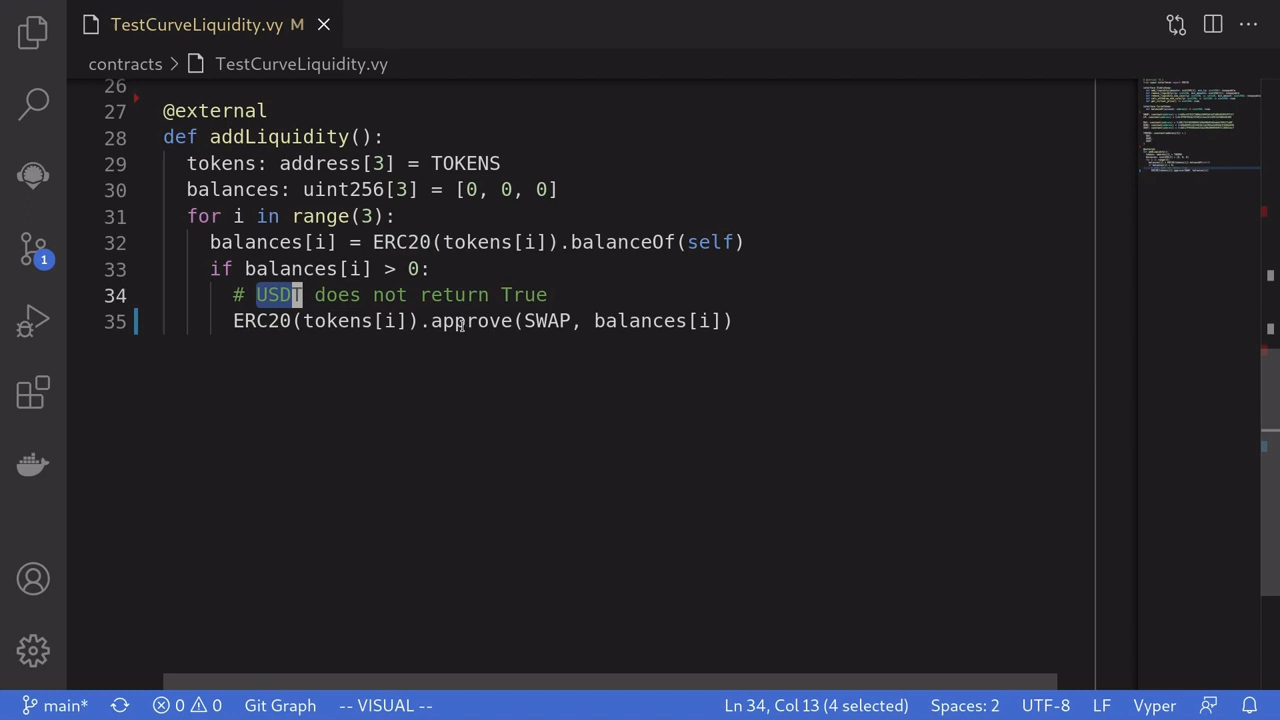 TestCurveLiquidity.vy M
contracts > TestCurveLiquidity.vy
26
27 @external
28 def addLiquidity():
29 tokens: address[3] = TOKENS
30 balances: uint256[3] = [0, 0, 0]
31 for i in range(3):
32 balances[i] = ERC20(tokens[i]).balanceOf(self)
33 if balances[i] > 0:
34 # USDT does not return True
35 ERC20(tokens[i]).approve(SWAP, balances[i])
1
main* 0 0 Git Graph -- VISUAL -- Ln 34, Col 13 (4 selected) Spaces: 2 UTF-8 LF Vyper